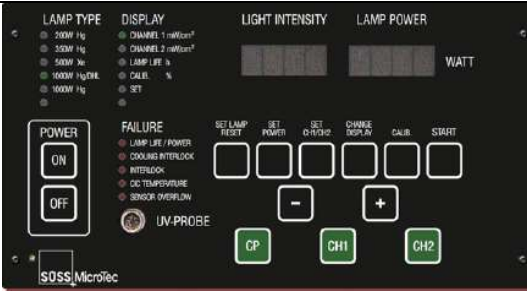 LAMP TYPE
200W Hg
350W Hg
500W Xe
1000W Hg/DHL
1000W Hg
DISPLAY
CHANNEL 1 mW/cm²
CHANNEL 2 mW/cm²
LAMP LIFE h
CALIB. %
SET
LIGHT INTENSITY
LAMP POWER
WATT
POWER
ON
OFF
FAILURE
LAMP LIFE / POWER
COOLING INTERLOCK
INTERLOCK
CIC TEMPERATURE
SENSOR OVERFLOW
UV-PROBE
SET LAMP
RESET
SET
POWER
SET
CH1/CH2
CHANGE
DISPLAY
CALIB.
START
-
+
CP
CH1
CH2
SUSS MicroTec